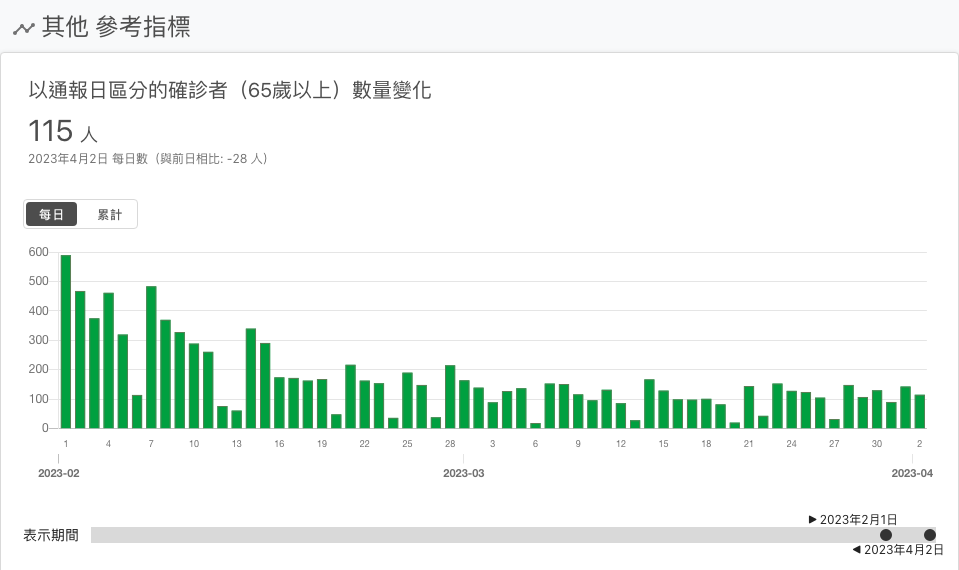 其他 參考指標
以通報日區分的確診者（65歲以上）數量變化
115 人
2023年4月2日 每日數（與前日相比: -28 人）
每日 累計
600
500
400
300
200
100
0
1 4 7 10 13 16 19 22 25 28 3 6 9 12 15 18 21 24 27 30 2
2023-02 2023-03 2023-04
▶ 2023年2月1日
表示期間
◀ 2023年4月2日